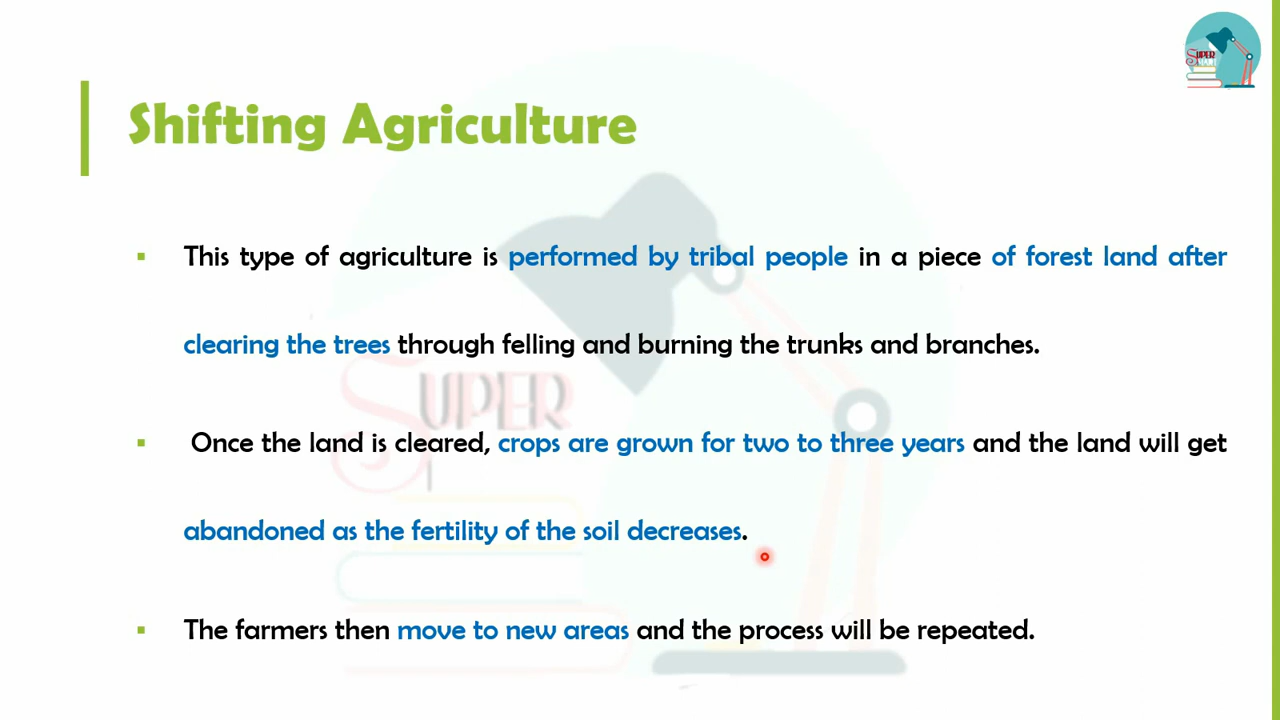 SUPER
Shifting Agriculture
▪ This type of agriculture is performed by tribal people in a piece of forest land after
clearing the trees through felling and burning the trunks and branches.
▪ Once the land is cleared, crops are grown for two to three years and the land will get
abandoned as the fertility of the soil decreases.
▪ The farmers then move to new areas and the process will be repeated.
SUPER